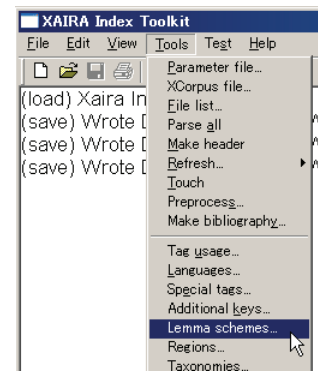 XAIRA Index Toolkit
File Edit View Tools Test Help
(load) Xaira In
(save) Wrote
(save) Wrote
(save) Wrote
Parameter file...
XCorpus file...
File list...
Parse all
Make header
Refresh...
Touch
Preprocess...
Make bibliography...
Tag usage...
Languages...
Special tags...
Additional keys...
Lemma schemes...
Regions...
Taxonomies...